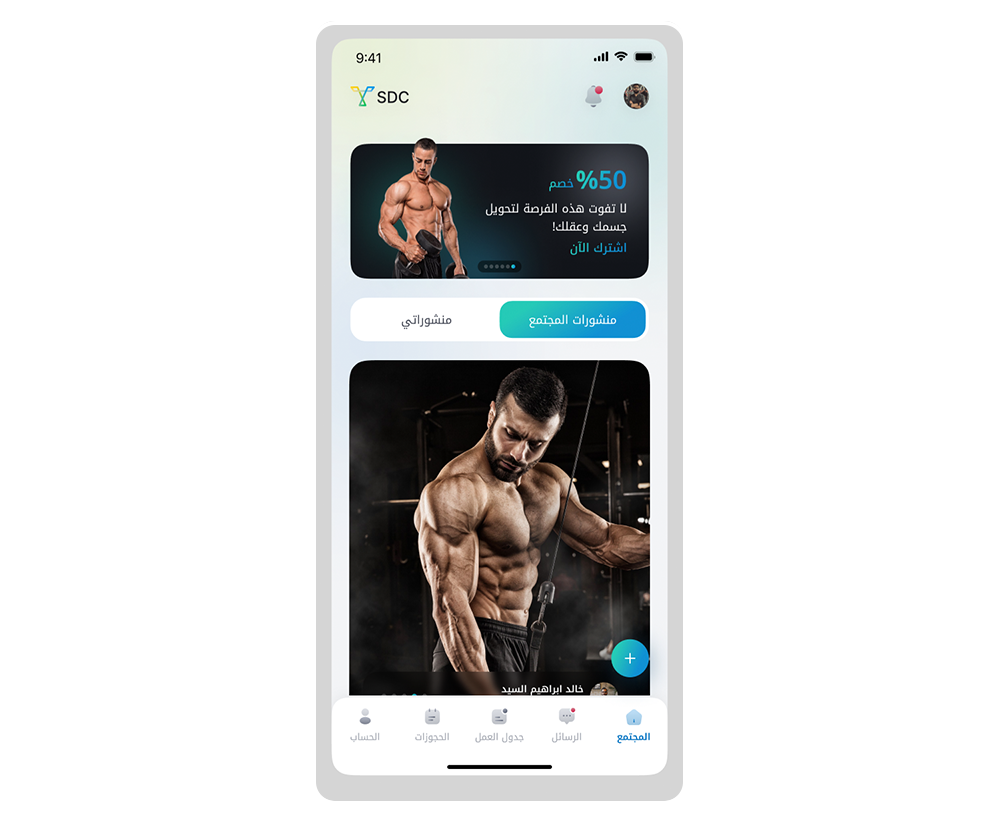 9:41
SDC
%50 خصم
لا تفوت هذه الفرصة لتحويل
جسمك وعقلك!
اشترك الآن
منشورات المجتمع
منشوراتي
خالد ابراهيم السيد
المجتمع
الرسائل
جدول العمل
الحجوزات
الحساب